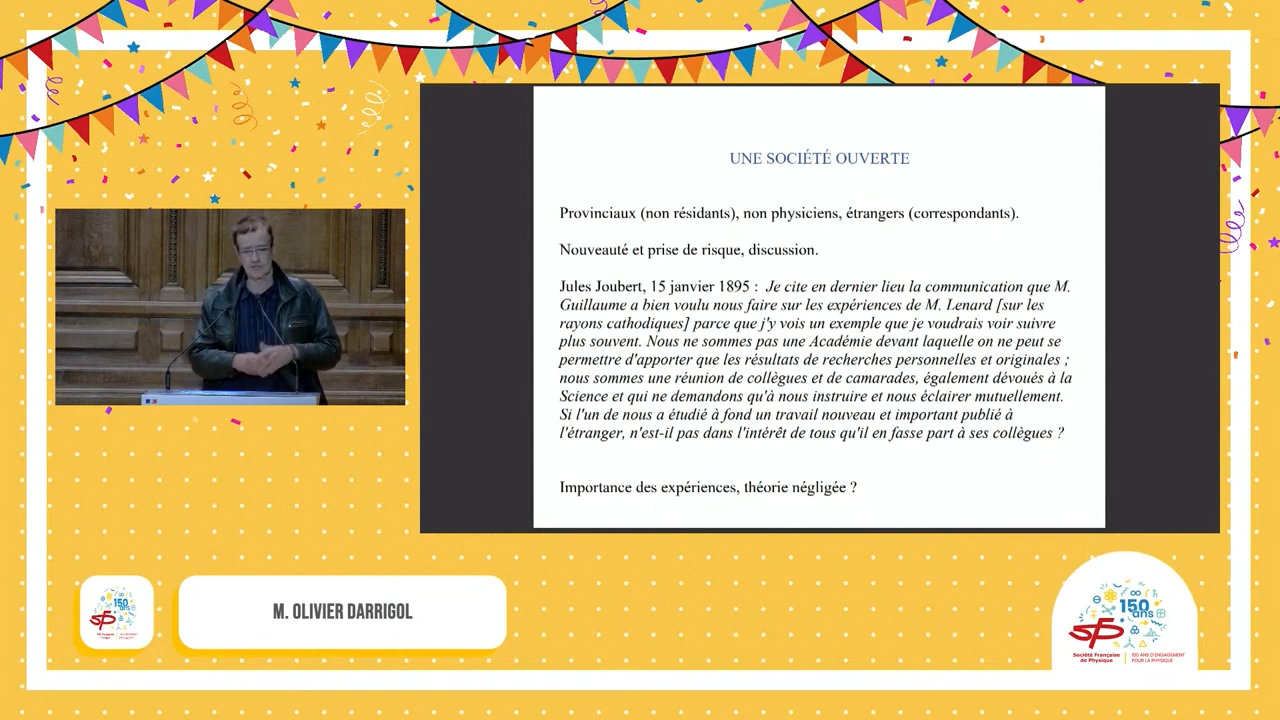 UNE SOCIÉTÉ OUVERTE
Provinciaux (non résidants), non physiciens, étrangers (correspondants).
Nouveauté et prise de risque, discussion.
Jules Joubert, 15 janvier 1895 : Je cite en dernier lieu la communication que M.
Guillaume a bien voulu nous faire sur les expériences de M. Lenard [sur les
rayons cathodiques] parce que j'y vois un exemple que je voudrais voir suivre
plus souvent. Nous ne sommes pas une Académie devant laquelle on ne peut se
permettre d'apporter que les résultats de recherches personnelles et originales ;
nous sommes une réunion de collègues et de camarades, également dévoués à la
Science et qui ne demandons qu'à nous instruire et nous éclairer mutuellement.
Si l'un de nous a étudié à fond un travail nouveau et important publié à
l'étranger, n'est-il pas dans l'intérêt de tous qu'il en fasse part à ses collègues ?
Importance des expériences, théorie négligée ?
M. OLIVIER DARRIGOL
150
ans
sfp
150
ans
sfp
Société Française
de Physique
150 ANS D'ENGAGEMENT
POUR LA PHYSIQUE